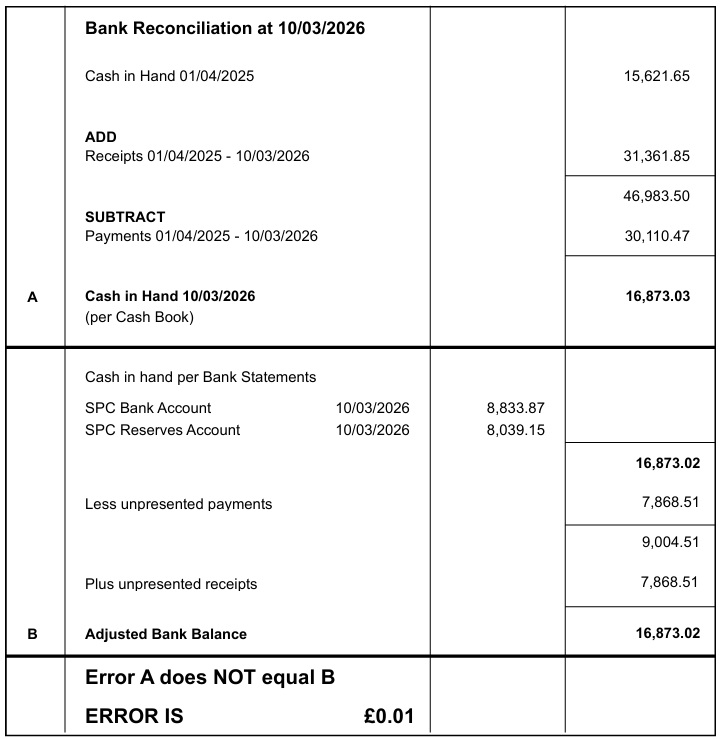 Bank Reconciliation at 10/03/2026
Cash in Hand 01/04/2025 15,621.65
ADD
Receipts 01/04/2025 - 10/03/2026 31,361.85
46,983.50
SUBTRACT
Payments 01/04/2025 - 10/03/2026 30,110.47
A Cash in Hand 10/03/2026 16,873.03
(per Cash Book)
Cash in hand per Bank Statements
SPC Bank Account 10/03/2026 8,833.87
SPC Reserves Account 10/03/2026 8,039.15
16,873.02
Less unpresented payments 7,868.51
9,004.51
Plus unpresented receipts 7,868.51
B Adjusted Bank Balance 16,873.02
Error A does NOT equal B
ERROR IS £0.01